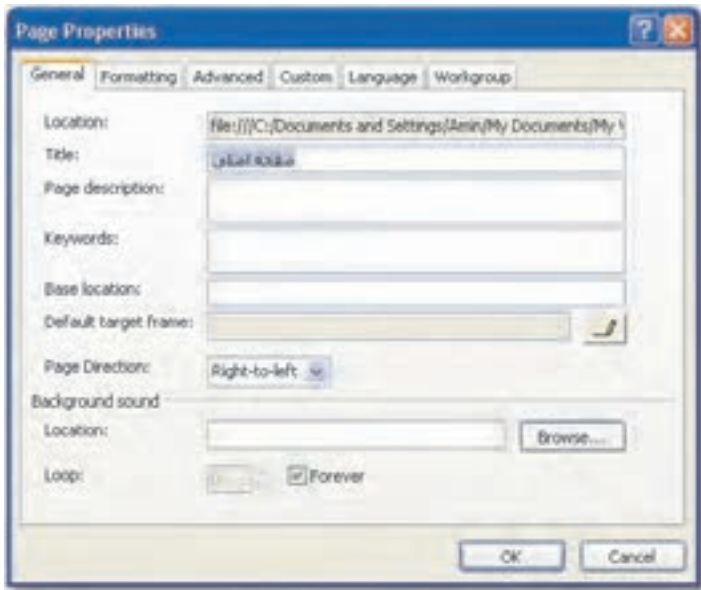 Page Properties
General Formatting Advanced Custom Language Workgroup
Location: file:///C:/Documents and Settings/Amin/My Documents/My
Title: صفحه اصلی
Page description:
Keywords:
Base location:
Default target frame:
Page Direction: Right-to-left
Background sound
Location: Browse...
Loop: 0 Forever
OK Cancel